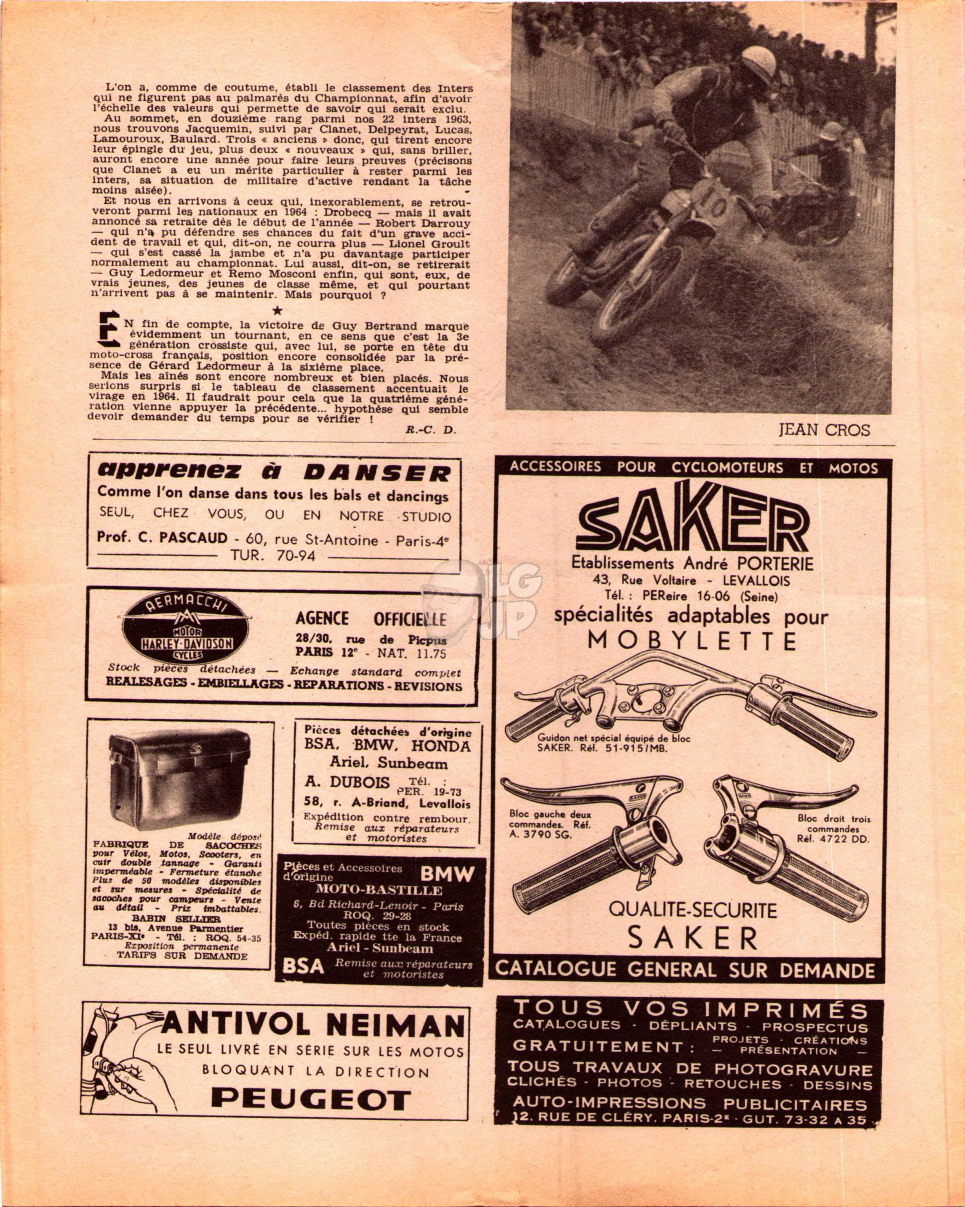 L'on a, comme de coutume, établi le classement des Inters
qui ne figurent pas au palmarès du Championnat, afin d'avoir
l'échelle des valeurs qui permette de savoir qui serait exclu.
Au sommet, en douzième rang parmi nos 22 inters 1963,
nous trouvons Jacquemin, suivi par Clanet, Delpeyrat, Lucas,
Lamouroux, Baulard. Trois « anciens » donc, qui tirent encore
leur épingle du jeu, plus deux « nouveaux » qui, sans briller,
auront encore une année pour faire leurs preuves (précisons
que Clanet a eu un mérite particulier à rester parmi les
inters, sa situation de militaire d'active rendant la tâche
moins aisée).
Et nous en arrivons à ceux qui, inexorablement, se retrou-
veront parmi les nationaux en 1964 : Drobecq — mais il avait
annoncé sa retraite dès le début de l'année — Robert Darrouy
— qui n'a pu défendre ses chances du fait d'un grave acci-
dent de travail et qui, dit-on, ne courra plus — Lionel Groult
— qui s'est cassé la jambe et n'a pu davantage participer
normalement au championnat. Lui aussi, dit-on, se retirerait
— Guy Ledormeur et Remo Mosconi enfin, qui sont, eux, de
vrais jeunes, des jeunes de classe même, et qui pourtant
n'arrivent pas à se maintenir. Mais pourquoi ?
★
EN fin de compte, la victoire de Guy Bertrand marque
évidemment un tournant, en ce sens que c'est la 3e
génération crossiste qui, avec lui, se porte en tête du
moto-cross français, position encore consolidée par la pré-
sence de Gérard Ledormeur à la sixième place.
Mais les aînés sont encore nombreux et bien placés. Nous
serions surpris si le tableau de classement accentuait le
virage en 1964. Il faudrait pour cela que la quatrième géné-
ration vienne appuyer la précédente... hypothèse qui semble
devoir demander du temps pour se vérifier !
R.-C. D.
10
JEAN CROS
apprenez à DANSER
Comme l'on danse dans tous les bals et dancings
SEUL, CHEZ VOUS, OU EN NOTRE STUDIO
Prof. C. PASCAUD - 60, rue St-Antoine - Paris-4e
TUR. 70-94
AERMACCHI
MOTOR
HARLEY-DAVIDSON
CYCLES
AGENCE OFFICIELLE
28/30, rue de Picpus
PARIS 12e - NAT. 11.75
Stock pièces détachées — Echange standard complet
REALESAGES - EMBIELLAGES - REPARATIONS - REVISIONS
LG
JP
Modèle déposé
FABRIQUE DE SACOCHES
pour Vélos, Motos, Scooters, en
cuir double tannage - Garanti
imperméable - Fermeture étanche
Plus de 50 modèles disponibles
et sur mesures - Spécialité de
sacoches pour campeurs - Vente
au détail - Prix imbattables.
BABIN SELLIER
13 bis, Avenue Parmentier
PARIS-XIe - Tél. : ROQ. 54-35
Exposition permanente
TARIFS SUR DEMANDE
Pièces détachées d'origine
BSA, BMW, HONDA
Ariel, Sunbeam
A. DUBOIS Tél. :
PER. 19-73
58, r. A-Briand, Levallois
Expédition contre rembour.
Remise aux réparateurs
et motoristes
Pièces et Accessoires
d'origine BMW
MOTO-BASTILLE
5, Bd Richard-Lenoir - Paris
ROQ. 29-28
Toutes pièces en stock
Expéd. rapide tte la France
Ariel - Sunbeam
BSA Remise aux réparateurs
et motoristes
ANTIVOL NEIMAN
LE SEUL LIVRÉ EN SÉRIE SUR LES MOTOS
BLOQUANT LA DIRECTION
PEUGEOT
ACCESSOIRES POUR CYCLOMOTEURS ET MOTOS
SAKER
Etablissements André PORTERIE
43, Rue Voltaire - LEVALLOIS
Tél. : PEReire 16-06 (Seine)
spécialités adaptables pour
MOBYLETTE
Guidon net spécial équipé de bloc
SAKER. Réf. 51-915/MB.
Bloc gauche deux
commandes. Réf.
A. 3790 SG.
Bloc droit trois
commandes
Réf. 4722 DD.
QUALITE-SECURITE
SAKER
CATALOGUE GENERAL SUR DEMANDE
TOUS VOS IMPRIMÉS
CATALOGUES - DÉPLIANTS - PROSPECTUS
GRATUITEMENT : PROJETS - CRÉATIONS
— PRÉSENTATION —
TOUS TRAVAUX DE PHOTOGRAVURE
CLICHÉS - PHOTOS - RETOUCHES - DESSINS
AUTO-IMPRESSIONS PUBLICITAIRES
12, RUE DE CLÉRY, PARIS-2e - GUT. 73-32 A 35